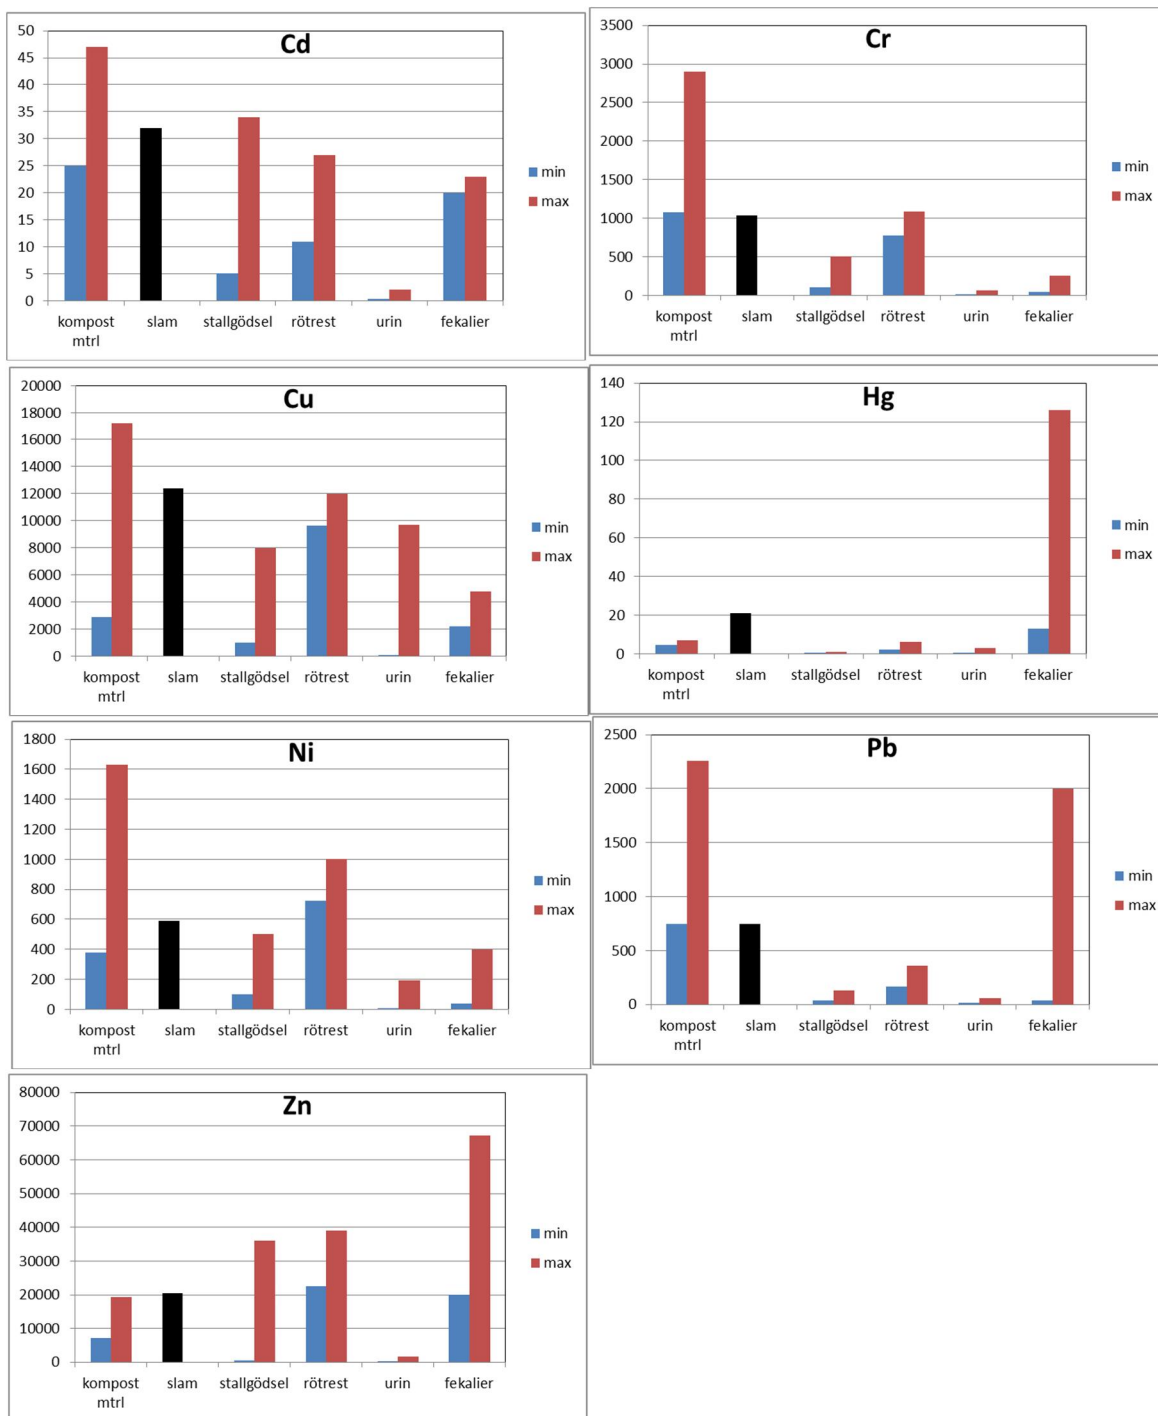 Cd
50
45
40
35
30
25
20
15
10
5
0
kompost mtrl
slam
stallgödsel
rötrest
urin
fekalier
min
max
Cr
3500
3000
2500
2000
1500
1000
500
0
kompost mtrl
slam
stallgödsel
rötrest
urin
fekalier
min
max
Cu
20000
18000
16000
14000
12000
10000
8000
6000
4000
2000
0
kompost mtrl
slam
stallgödsel
rötrest
urin
fekalier
min
max
Hg
140
120
100
80
60
40
20
0
kompost mtrl
slam
stallgödsel
rötrest
urin
fekalier
min
max
Ni
1800
1600
1400
1200
1000
800
600
400
200
0
kompost mtrl
slam
stallgödsel
rötrest
urin
fekalier
min
max
Pb
2500
2000
1500
1000
500
0
kompost mtrl
slam
stallgödsel
rötrest
urin
fekalier
min
max
Zn
80000
70000
60000
50000
40000
30000
20000
10000
0
kompost mtrl
slam
stallgödsel
rötrest
urin
fekalier
min
max